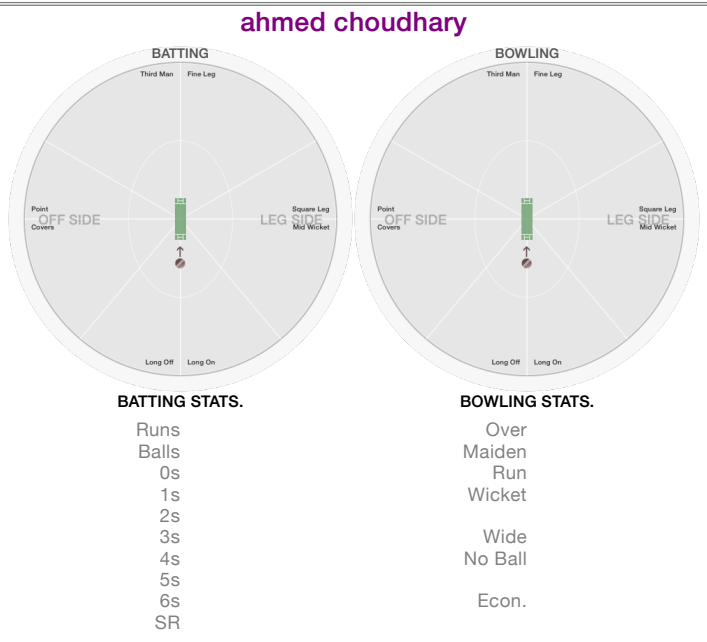 ahmed choudhary
BATTING
Third Man
Fine Leg
Point
OFF SIDE
Covers
Square Leg
LEG SIDE
Mid Wicket
Long Off
Long On
BOWLING
Third Man
Fine Leg
Point
OFF SIDE
Covers
Square Leg
LEG SIDE
Mid Wicket
Long Off
Long On
BATTING STATS.
Runs
Balls
0s
1s
2s
3s
4s
5s
6s
SR
BOWLING STATS.
Over
Maiden
Run
Wicket
Wide
No Ball
Econ.